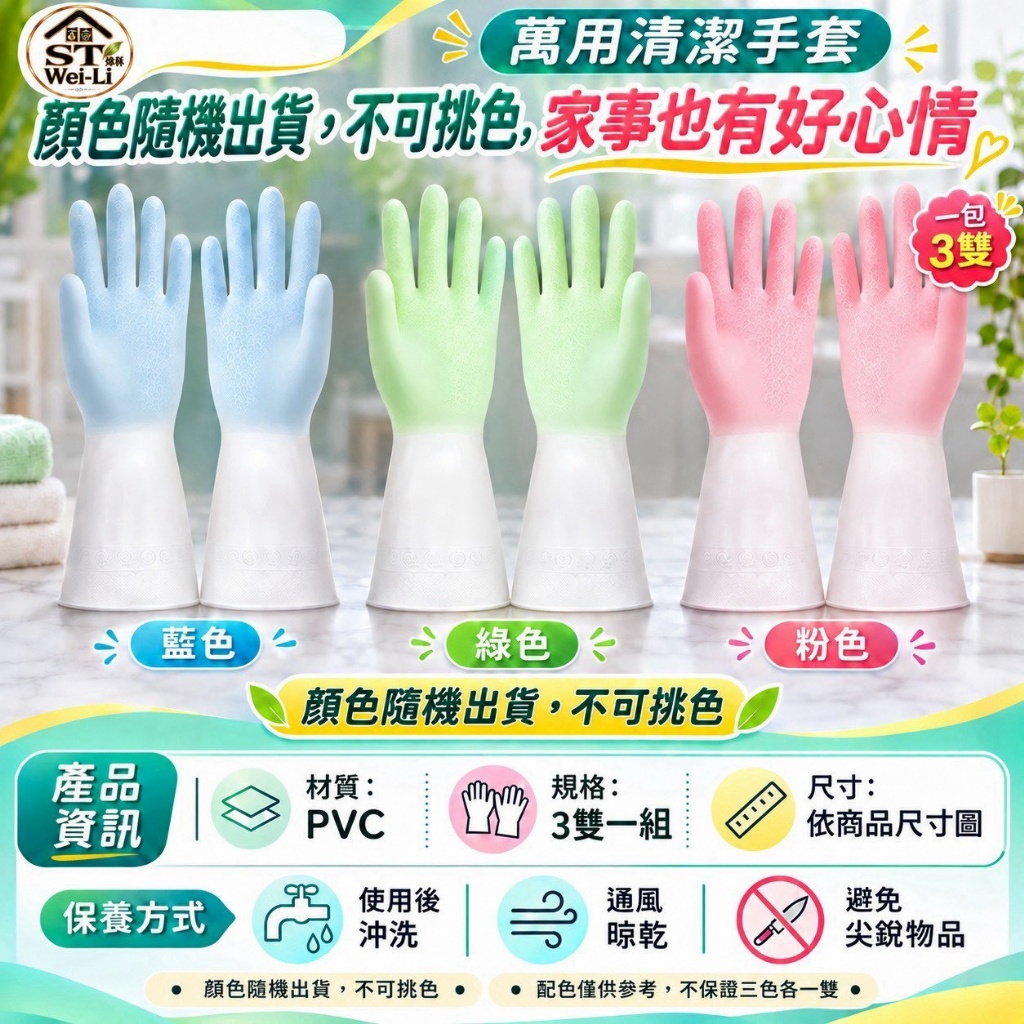 ST
煒秝
Wei-Li
萬用清潔手套
顏色隨機出貨，不可挑色,家事也有好心情
一包
3雙
藍色
綠色
粉色
顏色隨機出貨，不可挑色
產品
資訊
材質：
PVC
規格：
3雙一組
尺寸：
依商品尺寸圖
保養方式
使用後
沖洗
通風
晾乾
避免
尖銳物品
• 顏色隨機出貨，不可挑色 •
• 配色僅供參考，不保證三色各一雙 •